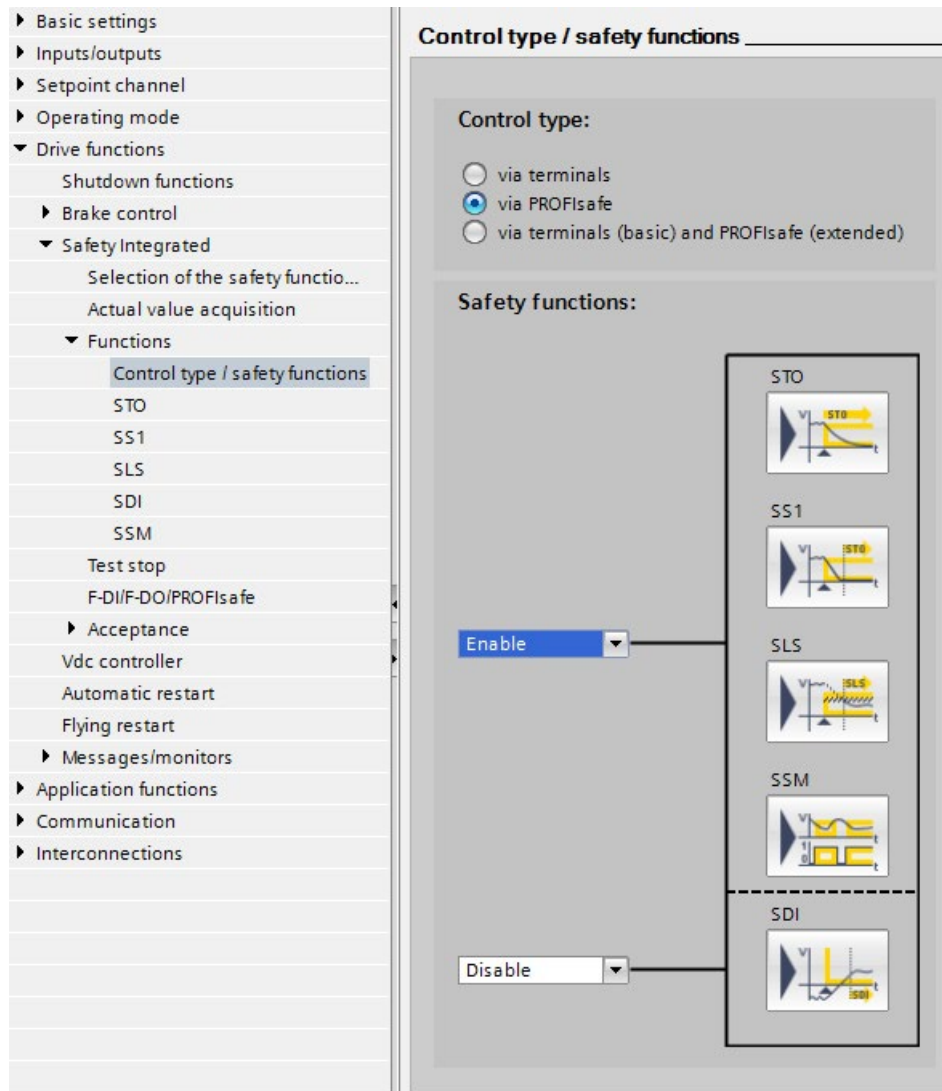 Basic settings
Inputs/outputs
Setpoint channel
Operating mode
Drive functions
Shutdown functions
Brake control
Safety Integrated
Selection of the safety functio...
Actual value acquisition
Functions
Control type / safety functions
STO
SS1
SLS
SDI
SSM
Test stop
F-DI/F-DO/PROFIsafe
Acceptance
Vdc controller
Automatic restart
Flying restart
Messages/monitors
Application functions
Communication
Interconnections
Control type / safety functions
Control type:
via terminals
via PROFIsafe
via terminals (basic) and PROFIsafe (extended)
Safety functions:
STO
V STO t
SS1
V STO t
Enable
SLS
V SLS t
SSM
V t
1
0 t
SDI
Disable
V t
SDI